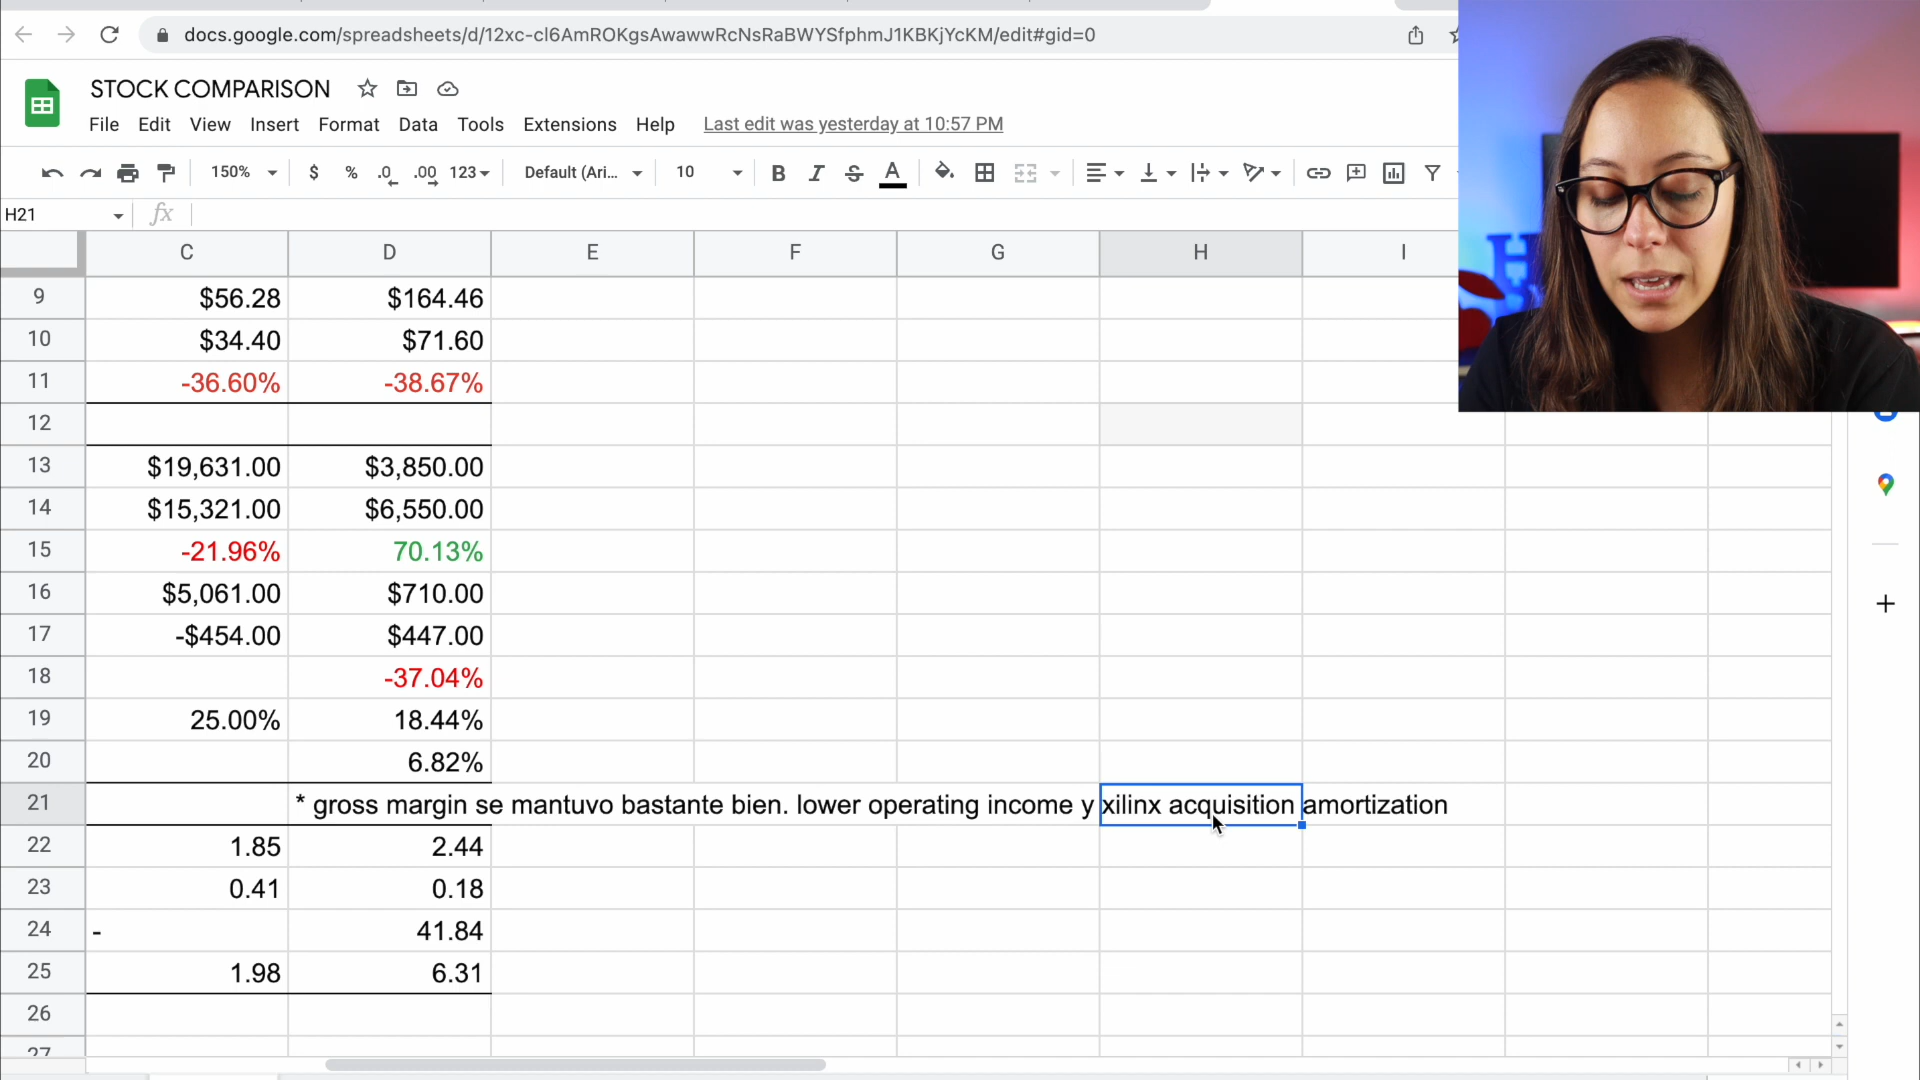 docs.google.com/spreadsheets/d/12xc-cl6AmROKgsAwawwRcNsRaBWYSfphmJ1KBKjYcKM/edit#gid=0
STOCK COMPARISON
File Edit View Insert Format Data Tools Extensions Help Last edit was yesterday at 10:57 PM
150% $ % .0 .00 123 Default (Ari... 10 B I S A
H21 fx
C D E F G H I
9 $56.28 $164.46
10 $34.40 $71.60
11 -36.60% -38.67%
12
13 $19,631.00 $3,850.00
14 $15,321.00 $6,550.00
15 -21.96% 70.13%
16 $5,061.00 $710.00
17 -$454.00 $447.00
18 -37.04%
19 25.00% 18.44%
20 6.82%
21 * gross margin se mantuvo bastante bien. lower operating income y xilinx acquisition amortization
22 1.85 2.44
23 0.41 0.18
24 - 41.84
25 1.98 6.31
26
27